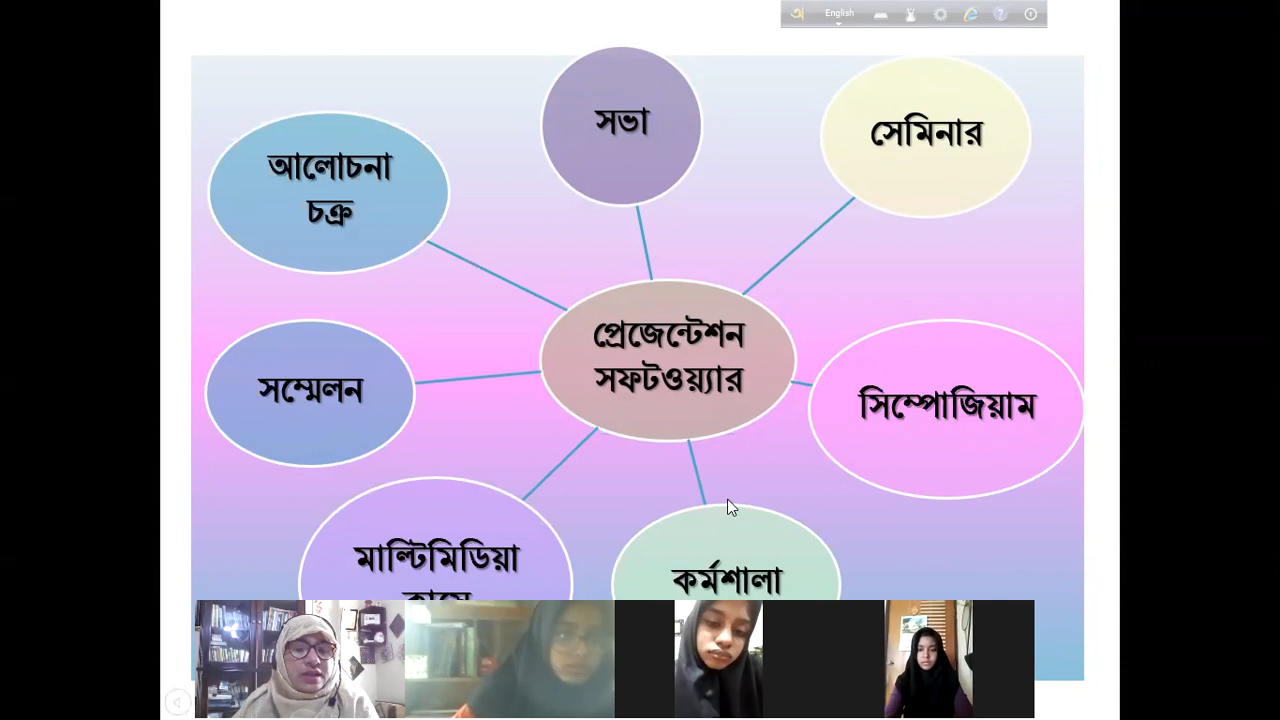 English
সভা
সেমিনার
আলোচনা
চক্র
প্রেজেন্টেশন
সফটওয়্যার
সম্মেলন
সিম্পোজিয়াম
মাল্টিমিডিয়া
কর্মশালা